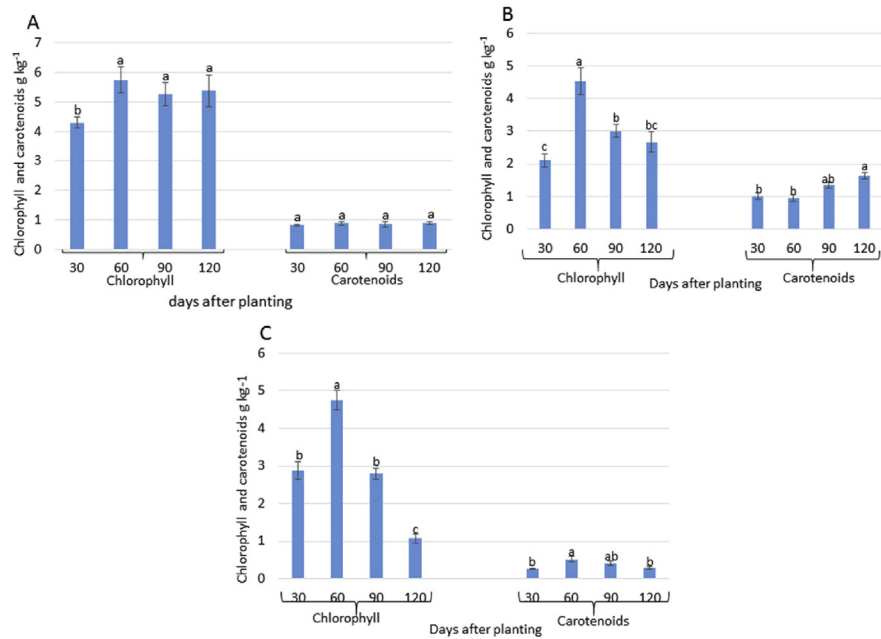 A
Chlorophyll and carotenoids g kg⁻¹
7
6
5
4
3
2
1
0
b
a
a
a
a
a
a
a
30 60 90 120 30 60 90 120
Chlorophyll Carotenoids
days after planting
B
Chlorophyll and carotenoids g kg⁻¹
6
5
4
3
2
1
0
c
a
b
bc
b
b
ab
a
30 60 90 120 30 60 90 120
Chlorophyll Days after planting Carotenoids
C
Chlorophyll and carotenoids g kg-1
6
5
4
3
2
1
0
b
a
b
c
b
a
ab
b
30 60 90 120 30 60 90 120
Chlorophyll Days after planting Carotenoids